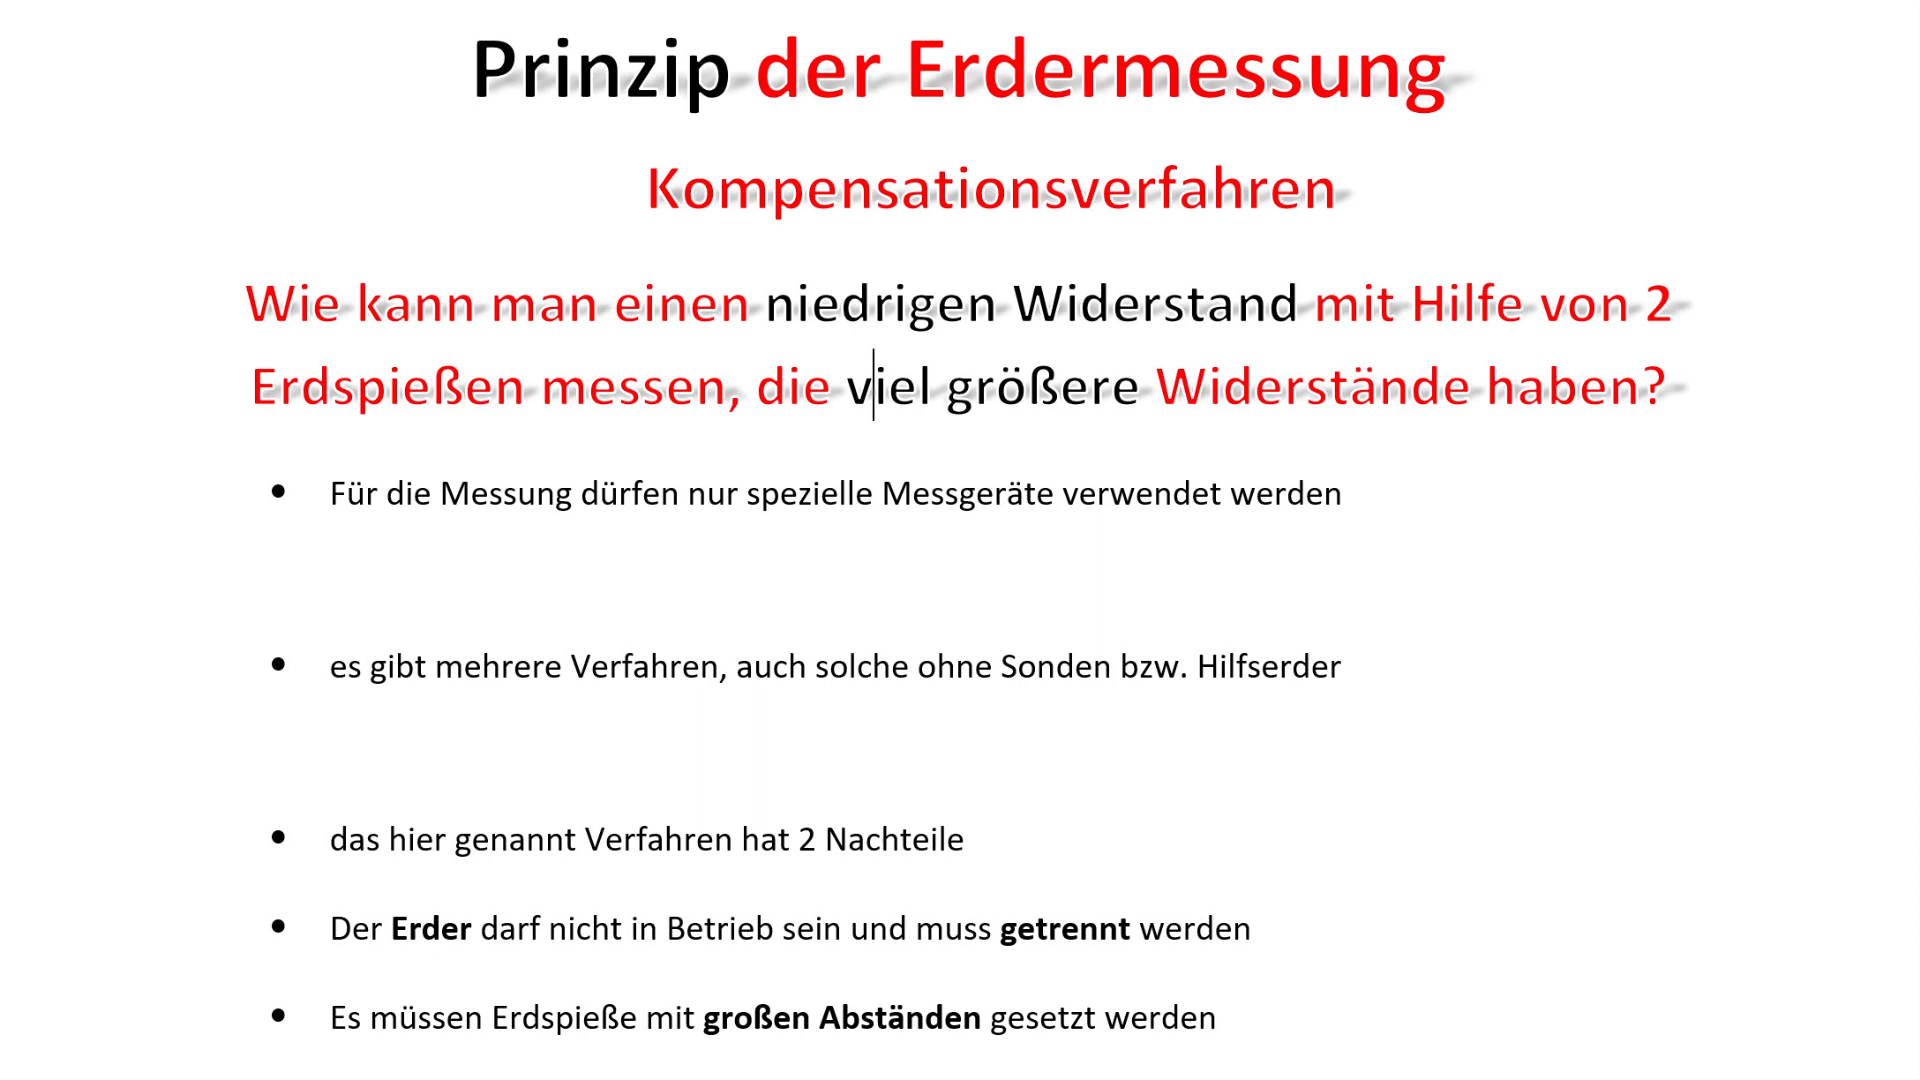 Prinzip der Erdermessung
Kompensationsverfahren
Wie kann man einen niedrigen Widerstand mit Hilfe von 2
Erdspießen messen, die viel größere Widerstände haben?
• Für die Messung dürfen nur spezielle Messgeräte verwendet werden
• es gibt mehrere Verfahren, auch solche ohne Sonden bzw. Hilfserder
• das hier genannt Verfahren hat 2 Nachteile
• Der Erder darf nicht in Betrieb sein und muss getrennt werden
• Es müssen Erdspieße mit großen Abständen gesetzt werden